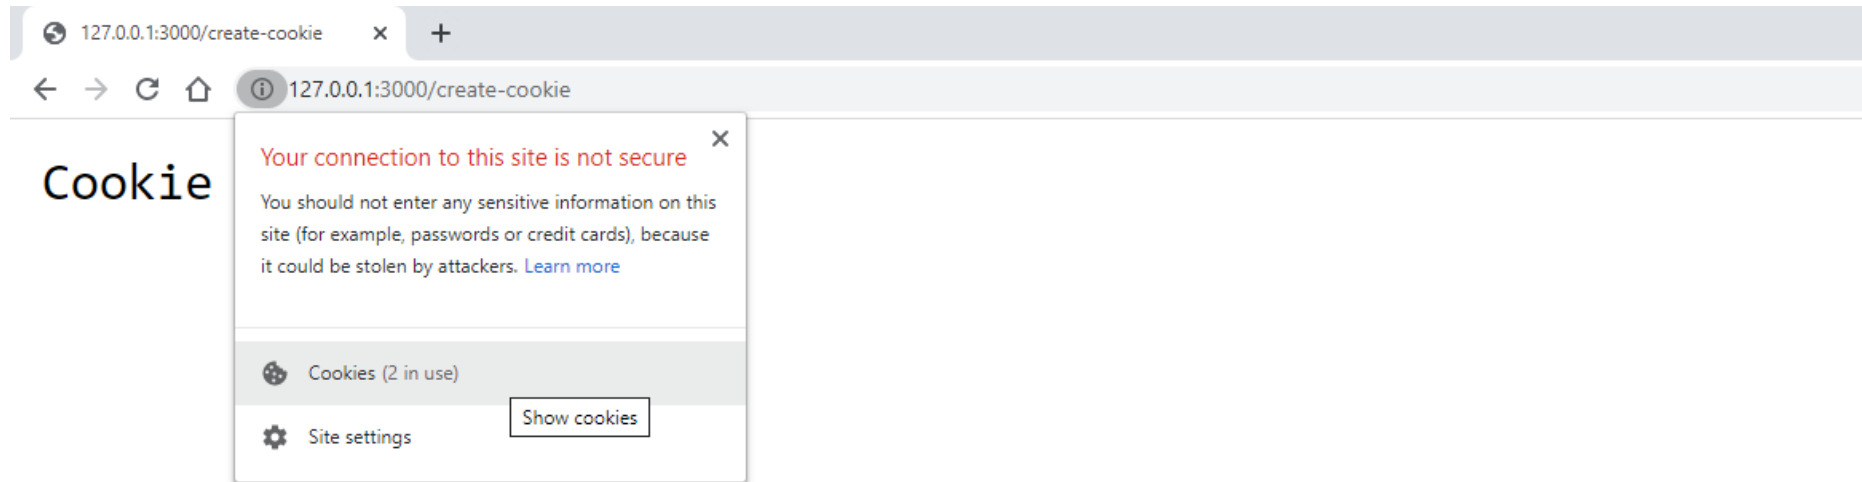 127.0.0.1:3000/create-cookie
127.0.0.1:3000/create-cookie
Cookie
Your connection to this site is not secure
You should not enter any sensitive information on this
site (for example, passwords or credit cards), because
it could be stolen by attackers. Learn more
Cookies (2 in use)
Show cookies
Site settings